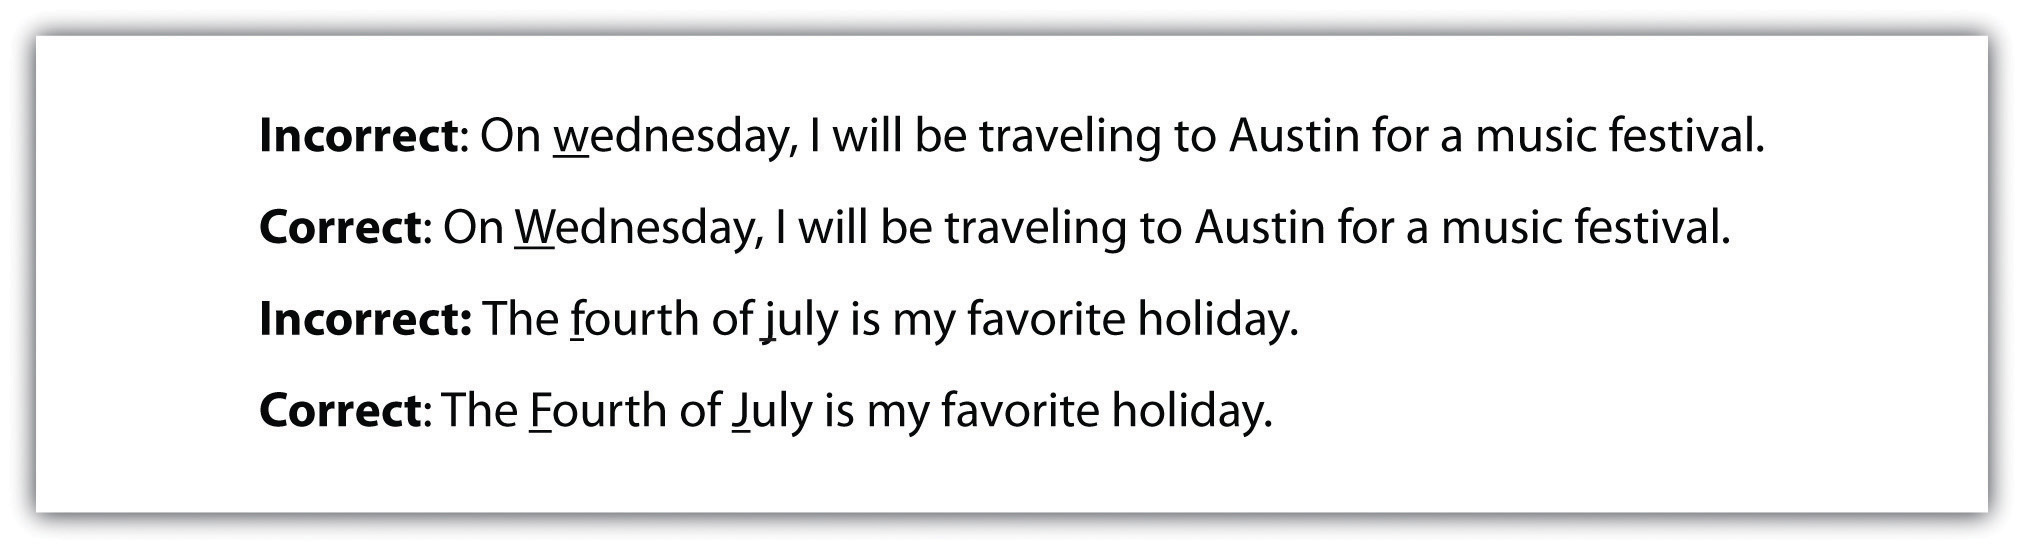 Incorrect: On wednesday, I will be traveling to Austin for a music festival.
Correct: On Wednesday, I will be traveling to Austin for a music festival.
Incorrect: The fourth of july is my favorite holiday.
Correct: The Fourth of July is my favorite holiday.